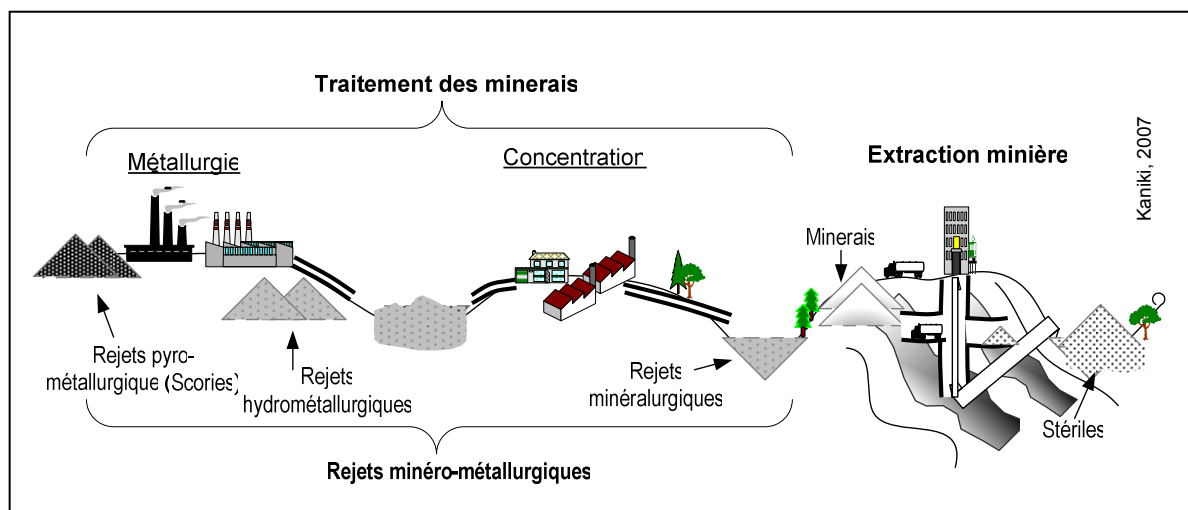 Traitement des minerais
Métallurgie
Concentration
Extraction minière
Kaniki, 2007
Minerais
Rejets pyro-
métallurgique (Scories)
Rejets
hydrométallurgiques
Rejets
minéralurgiques
Stériles
Rejets minéro-métallurgiques